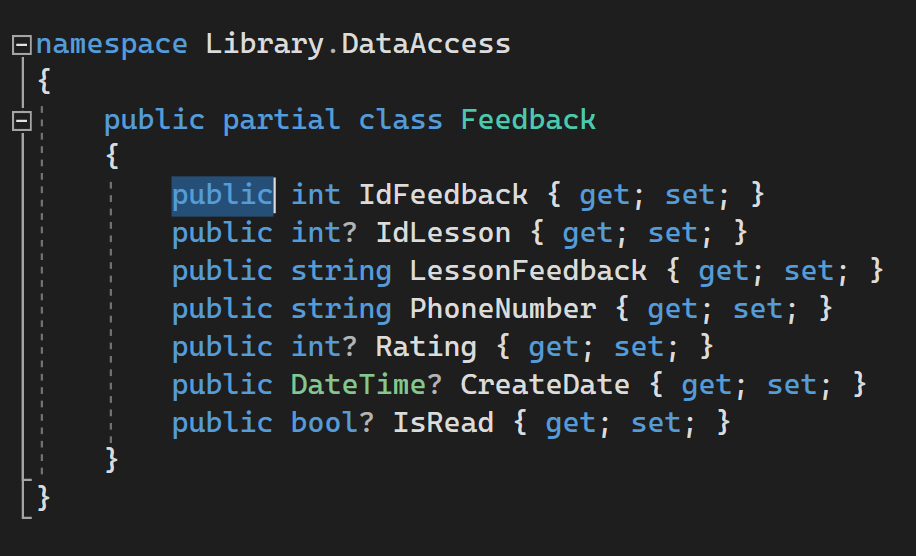 namespace Library.DataAccess
{
public partial class Feedback
{
public int IdFeedback { get; set; }
public int? IdLesson { get; set; }
public string LessonFeedback { get; set; }
public string PhoneNumber { get; set; }
public int? Rating { get; set; }
public DateTime? CreateDate { get; set; }
public bool? IsRead { get; set; }
}
}